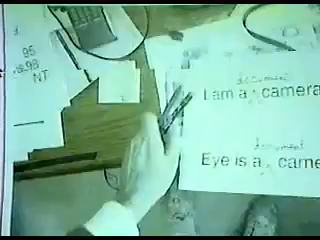 95
98
NT
document
I am a camera
document
Eye is a came